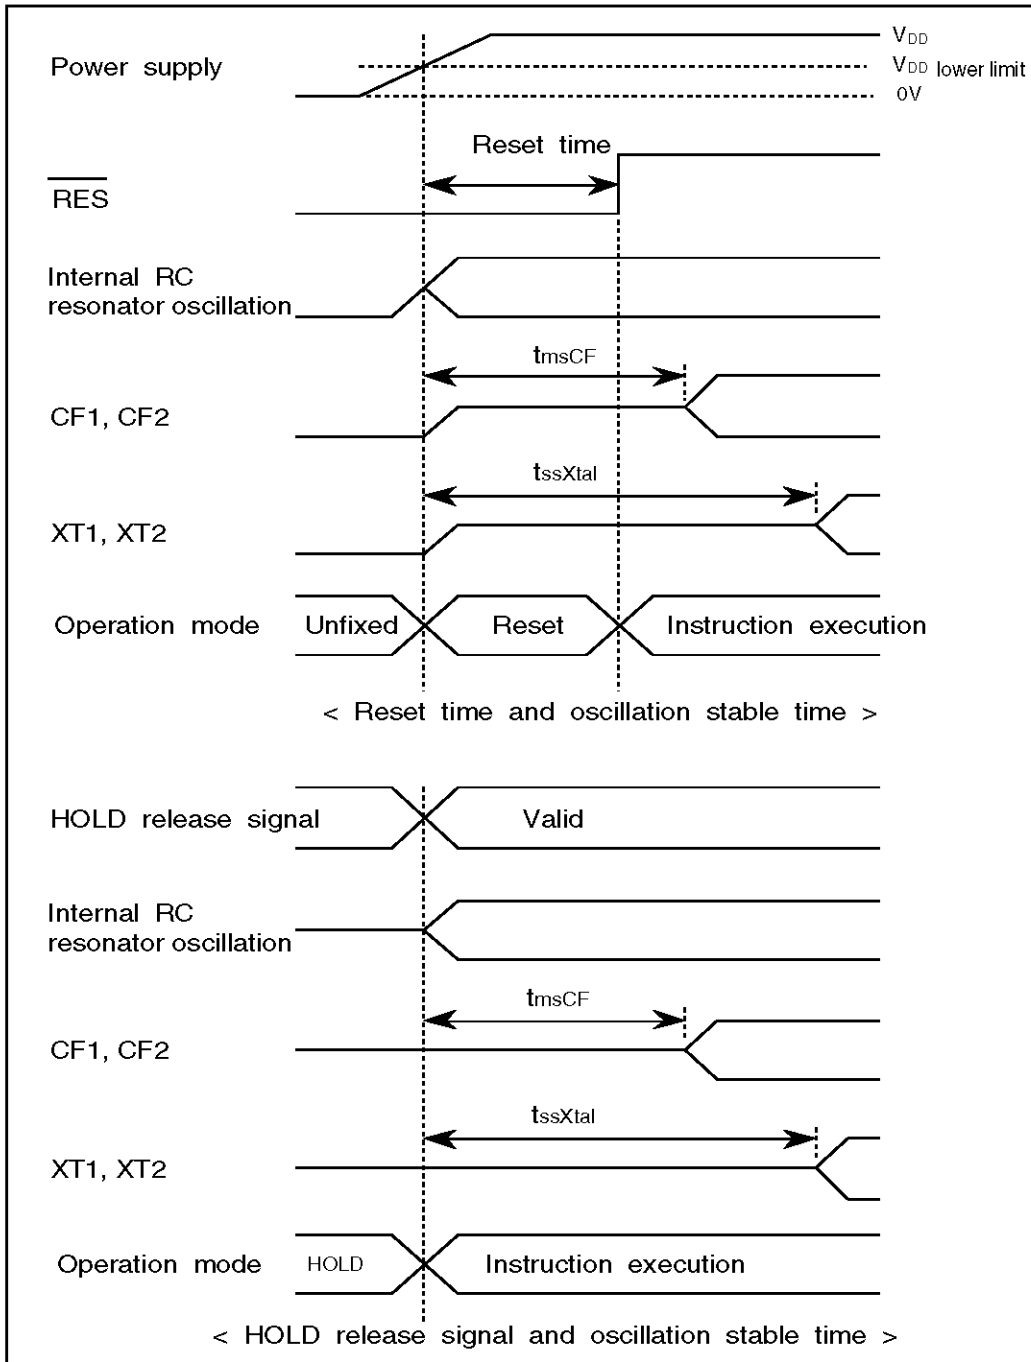 Power supply
VDD
VDD lower limit
0V
Reset time
RES
Internal RC
resonator oscillation
tmsCF
CF1, CF2
tssXtal
XT1, XT2
Operation mode
Unfixed
Reset
Instruction execution
< Reset time and oscillation stable time >
HOLD release signal
Valid
Internal RC
resonator oscillation
tmsCF
CF1, CF2
tssXtal
XT1, XT2
Operation mode
HOLD
Instruction execution
< HOLD release signal and oscillation stable time >